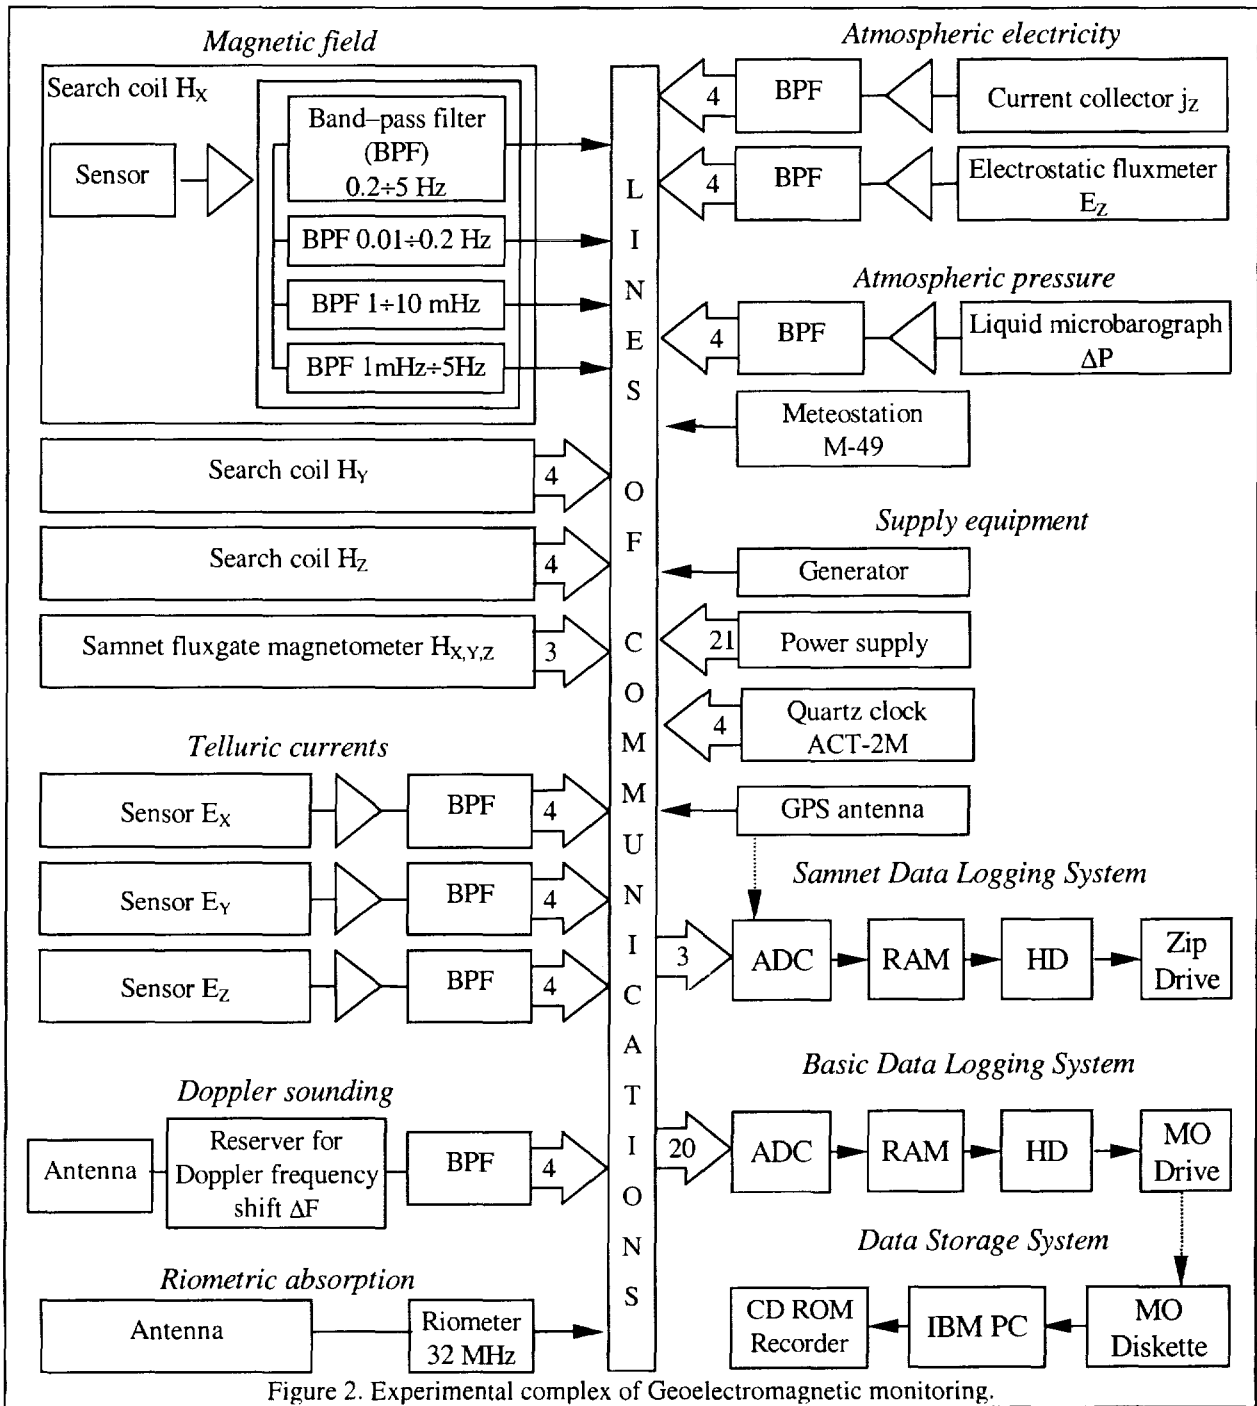 Magnetic field
Search coil HX
Sensor
Band–pass filter
(BPF)
0.2÷5 Hz
BPF 0.01÷0.2 Hz
BPF 1÷10 mHz
BPF 1mHz÷5Hz
Search coil HY
4
Search coil HZ
4
Samnet fluxgate magnetometer HX,Y,Z
3
Telluric currents
Sensor EX
BPF
4
Sensor EY
BPF
4
Sensor EZ
BPF
4
Doppler sounding
Antenna
Reserver for
Doppler frequency
shift ΔF
BPF
4
Riometric absorption
Antenna
Riometer
32 MHz
LINES OF COMMUNICATIONS
Atmospheric electricity
4
BPF
Current collector jZ
4
BPF
Electrostatic fluxmeter
EZ
Atmospheric pressure
4
BPF
Liquid microbarograph
ΔP
Meteostation
M-49
Supply equipment
Generator
21
Power supply
4
Quartz clock
ACT-2M
GPS antenna
Samnet Data Logging System
3
ADC
RAM
HD
Zip
Drive
Basic Data Logging System
20
ADC
RAM
HD
MO
Drive
Data Storage System
CD ROM
Recorder
IBM PC
MO
Diskette
Figure 2. Experimental complex of Geoelectromagnetic monitoring.